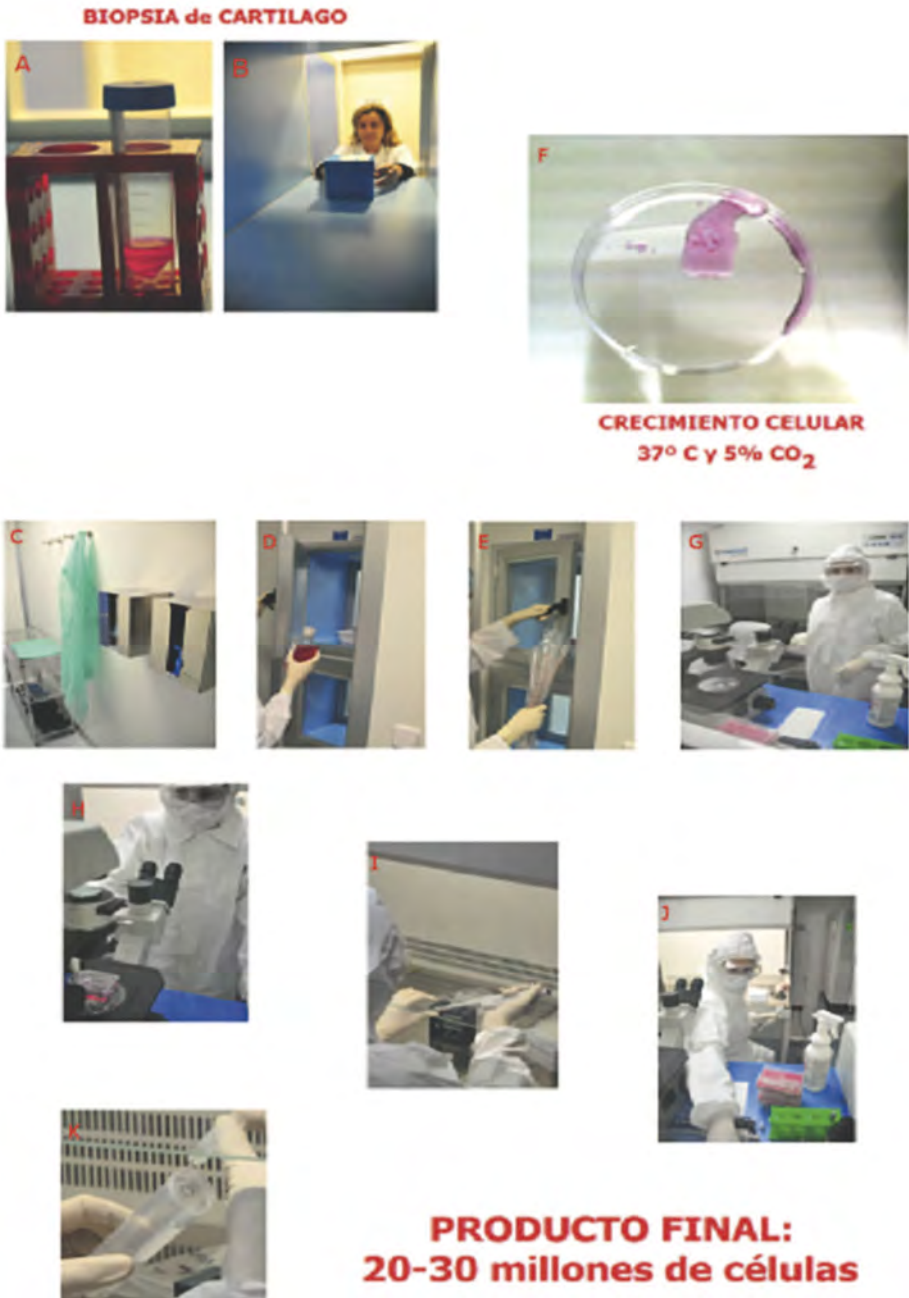 BIOPSIA de CARTILAGO
A
B
F
CRECIMIENTO CELULAR
37º C y 5% CO₂
C
D
E
G
H
I
J
K
PRODUCTO FINAL:
20-30 millones de células